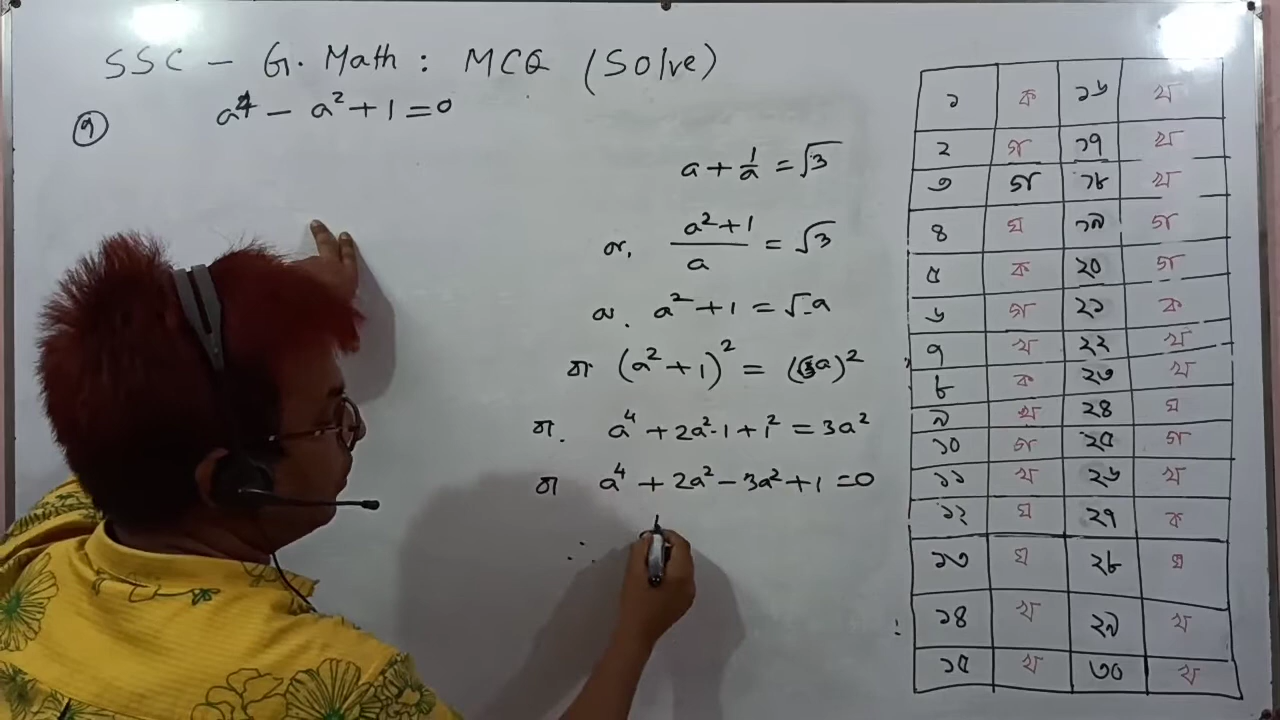 SSC - G. Math : MCQ (Solve)
৭ a⁴ - a² + 1 = 0
a + 1/a = √3
or, (a² + 1)/a = √3
or. a² + 1 = √-a
বা (a² + 1)² = (√3a)²
বা. a⁴ + 2a²·1 + 1² = 3a²
বা a⁴ + 2a² - 3a² + 1 = 0
∴
১ ক ১৬ খ
২ গ ১৭ খ
৩ গ ১৮ খ
৪ ঘ ১৯ গ
৫ ক ২০ গ
৬ গ ২১ ক
৭ খ ২২ খ
৮ ক ২৩ খ
৯ খ ২৪ ঘ
১০ গ ২৫ গ
১১ খ ২৬ খ
১২ ঘ ২৭ ক
১৩ ঘ ২৮ ঘ
১৪ খ ২৯ খ
১৫ খ ৩০ খ